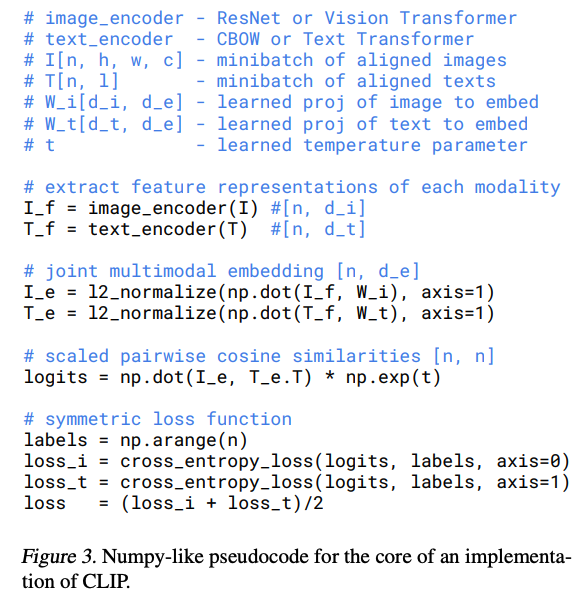 # image_encoder - ResNet or Vision Transformer
# text_encoder - CBOW or Text Transformer
# I[n, h, w, c] - minibatch of aligned images
# T[n, l] - minibatch of aligned texts
# W_i[d_i, d_e] - learned proj of image to embed
# W_t[d_t, d_e] - learned proj of text to embed
# t - learned temperature parameter
# extract feature representations of each modality
I_f = image_encoder(I) #[n, d_i]
T_f = text_encoder(T) #[n, d_t]
# joint multimodal embedding [n, d_e]
I_e = l2_normalize(np.dot(I_f, W_i), axis=1)
T_e = l2_normalize(np.dot(T_f, W_t), axis=1)
# scaled pairwise cosine similarities [n, n]
logits = np.dot(I_e, T_e.T) * np.exp(t)
# symmetric loss function
labels = np.arange(n)
loss_i = cross_entropy_loss(logits, labels, axis=0)
loss_t = cross_entropy_loss(logits, labels, axis=1)
loss = (loss_i + loss_t)/2
Figure 3. Numpy-like pseudocode for the core of an implementa-
tion of CLIP.